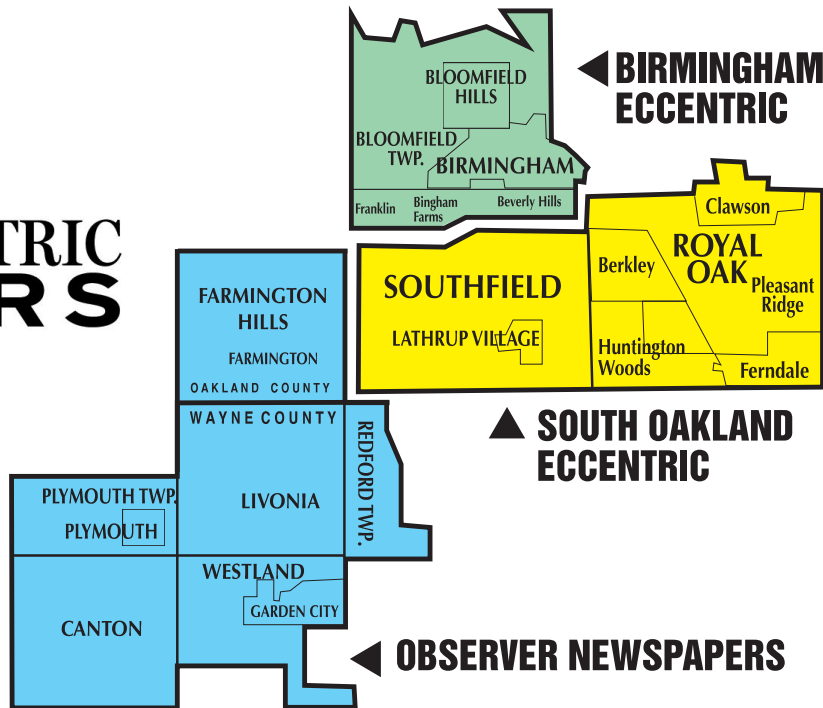 BLOOMFIELD
HILLS
BLOOMFIELD
TWP.
BIRMINGHAM
Franklin
Bingham
Farms
Beverly Hills
BIRMINGHAM
ECCENTRIC
TRIC
RS
Clawson
ROYAL
OAK
Berkley
Pleasant
Ridge
SOUTHFIELD
LATHRUP VILLAGE
Huntington
Woods
Ferndale
SOUTH OAKLAND
ECCENTRIC
FARMINGTON
HILLS
FARMINGTON
OAKLAND COUNTY
WAYNE COUNTY
REDFORD TWP.
LIVONIA
PLYMOUTH TWP.
PLYMOUTH
WESTLAND
GARDEN CITY
CANTON
OBSERVER NEWSPAPERS